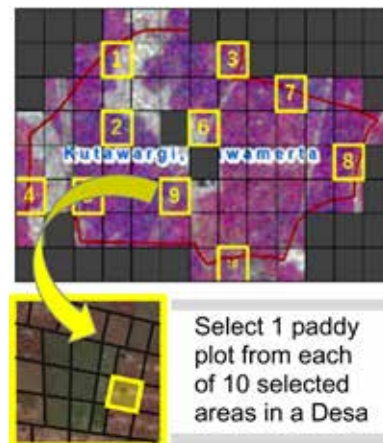 1 3
7
2 6
Kutawargi, wamerta
8
4 9
Select 1 paddy
plot from each
of 10 selected
areas in a Desa